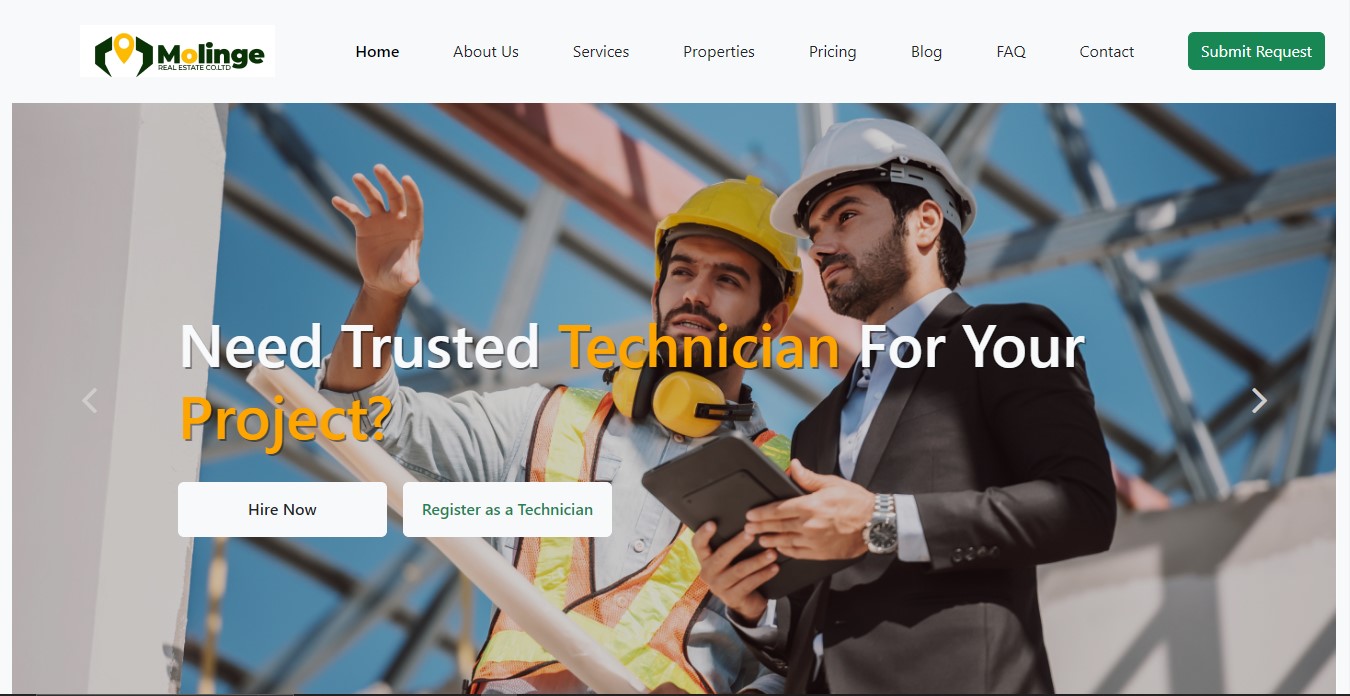 Molinge
REAL ESTATE CO.LTD
Home
About Us
Services
Properties
Pricing
Blog
FAQ
Contact
Submit Request
Need Trusted Technician For Your
Project?
Hire Now
Register as a Technician